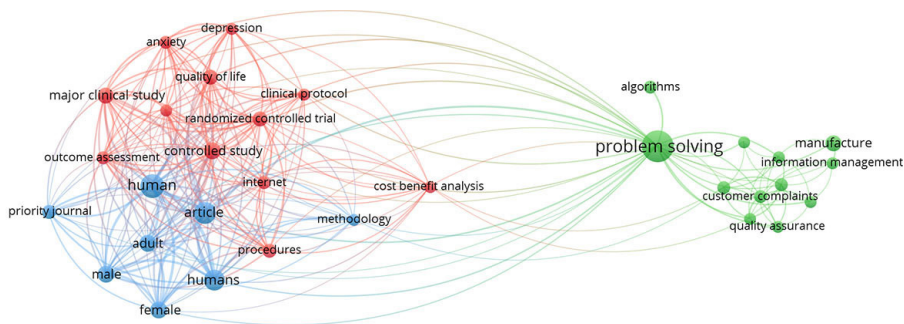 depression
anxiety
quality of life
algorithms
major clinical study
clinical protocol
randomized controlled trial
problem solving
manufacture
controlled study
outcome assessment
information management
human
internet
cost benefit analysis
customer complaints
priority journal
article
methodology
quality assurance
adult
procedures
male
humans
female